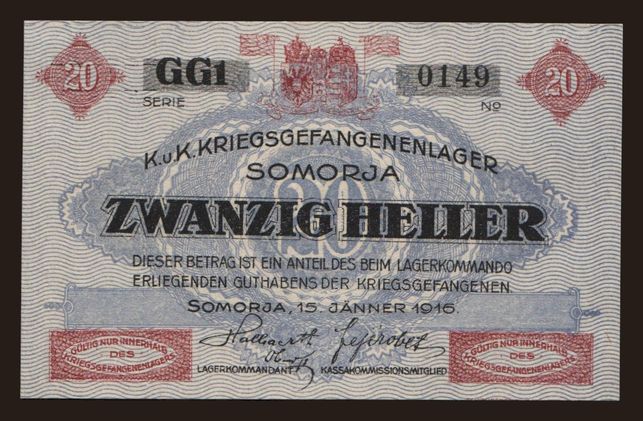 20 GG1 0149 20
SERIE No
K.u.K. KRIEGSGEFANGENENLAGER
SOMORJA
20
ZWANZIG HELLER
DIESER BETRAG IST EIN ANTEIL DES BEIM LAGERKOMMANDO
ERLIEGENDEN GUTHABENS DER KRIEGSGEFANGENEN.
SOMORJA, 15. JÄNNER 1916.
GÜLTIG NUR INNERHALB
DES
KRIEGSGEFANGENENLAGERS
GÜLTIG NUR INNERHALB
DES
KRIEGSGEFANGENENLAGERS
LAGERKOMMANDANT KASSAKOMMISSIONSMITGLIED